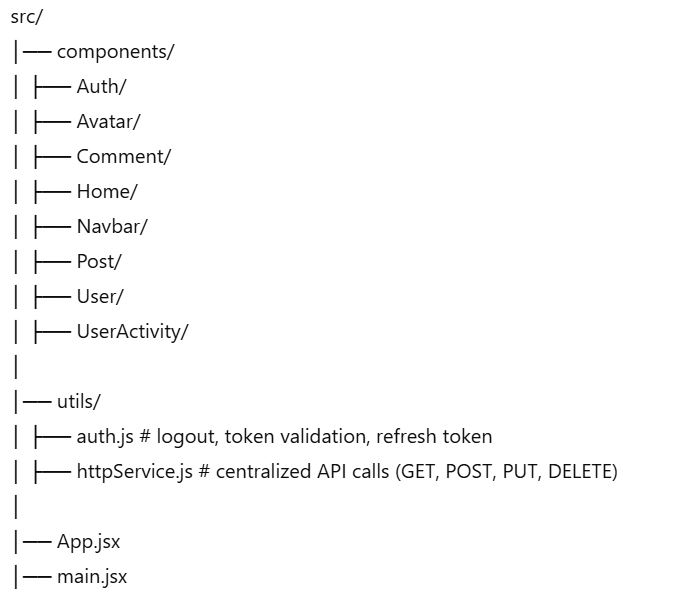 src/
│── components/
│ ├── Auth/
│ ├── Avatar/
│ ├── Comment/
│ ├── Home/
│ ├── Navbar/
│ ├── Post/
│ ├── User/
│ ├── UserActivity/
│
│── utils/
│ ├── auth.js # logout, token validation, refresh token
│ ├── httpService.js # centralized API calls (GET, POST, PUT, DELETE)
│
│── App.jsx
│── main.jsx